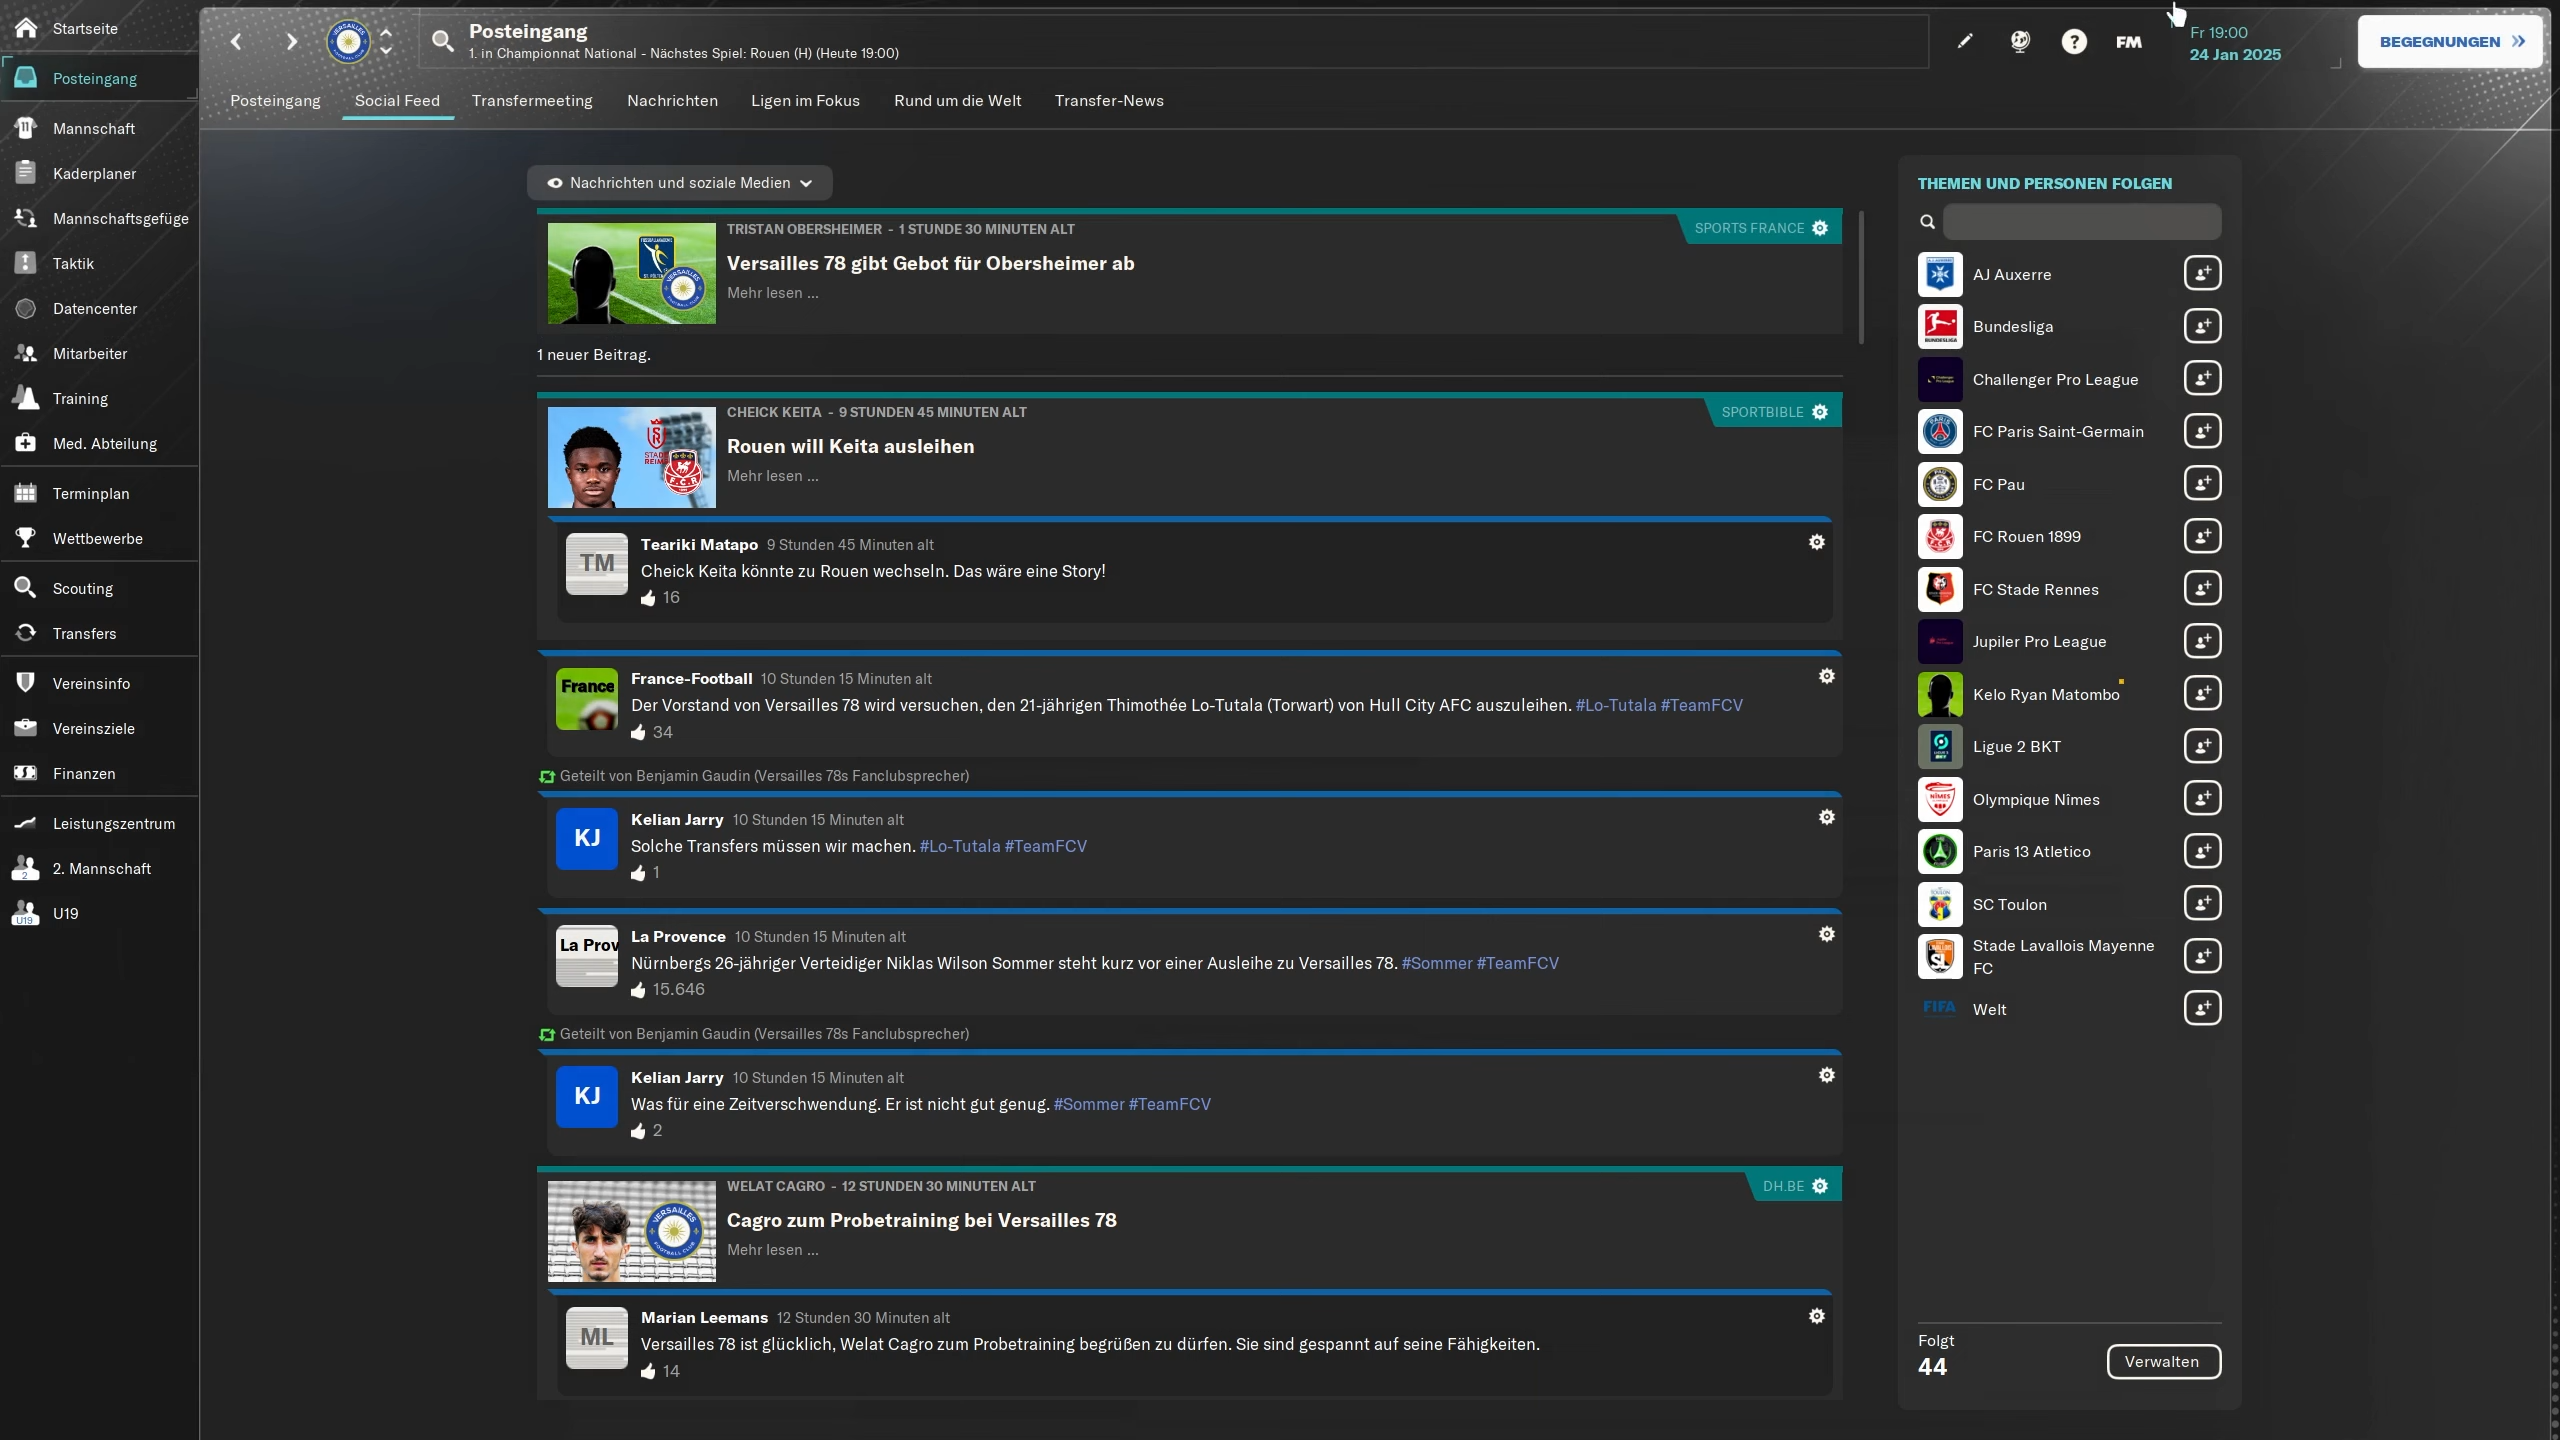 Startseite
Posteingang
Mannschaft
Kaderplaner
Mannschaftsgefüge
Taktik
Datencenter
Mitarbeiter
Training
Med. Abteilung
Terminplan
Wettbewerbe
Scouting
Transfers
Vereinsinfo
Vereinsziele
Finanzen
Leistungszentrum
2. Mannschaft
U19
Posteingang
1. in Championnat National - Nächstes Spiel: Rouen (H) (Heute 19:00)
FM
Fr 19:00
24 Jan 2025
BEGEGNUNGEN
Posteingang Social Feed Transfermeeting Nachrichten Ligen im Fokus Rund um die Welt Transfer-News
Nachrichten und soziale Medien
TRISTAN OBERSHEIMER - 1 STUNDE 30 MINUTEN ALT
SPORTS FRANCE
Versailles 78 gibt Gebot für Obersheimer ab
Mehr lesen ...
1 neuer Beitrag.
CHEICK KEITA - 9 STUNDEN 45 MINUTEN ALT
SPORTBIBLE
Rouen will Keita ausleihen
Mehr lesen ...
TM
Teariki Matapo 9 Stunden 45 Minuten alt
Cheick Keita könnte zu Rouen wechseln. Das wäre eine Story!
16
France
France-Football 10 Stunden 15 Minuten alt
Der Vorstand von Versailles 78 wird versuchen, den 21-jährigen Thimothée Lo-Tutala (Torwart) von Hull City AFC auszuleihen. #Lo-Tutala #TeamFCV
34
Geteilt von Benjamin Gaudin (Versailles 78s Fanclubsprecher)
KJ
Kelian Jarry 10 Stunden 15 Minuten alt
Solche Transfers müssen wir machen. #Lo-Tutala #TeamFCV
1
La Prov
La Provence 10 Stunden 15 Minuten alt
Nürnbergs 26-jähriger Verteidiger Niklas Wilson Sommer steht kurz vor einer Ausleihe zu Versailles 78. #Sommer #TeamFCV
15.646
Geteilt von Benjamin Gaudin (Versailles 78s Fanclubsprecher)
KJ
Kelian Jarry 10 Stunden 15 Minuten alt
Was für eine Zeitverschwendung. Er ist nicht gut genug. #Sommer #TeamFCV
2
WELAT CAGRO - 12 STUNDEN 30 MINUTEN ALT
DH.BE
Cagro zum Probetraining bei Versailles 78
Mehr lesen ...
ML
Marian Leemans 12 Stunden 30 Minuten alt
Versailles 78 ist glücklich, Welat Cagro zum Probetraining begrüßen zu dürfen. Sie sind gespannt auf seine Fähigkeiten.
14
THEMEN UND PERSONEN FOLGEN
AJ Auxerre
Bundesliga
Challenger Pro League
FC Paris Saint-Germain
FC Pau
FC Rouen 1899
FC Stade Rennes
Jupiler Pro League
Kelo Ryan Matombo
Ligue 2 BKT
Olympique Nîmes
Paris 13 Atletico
SC Toulon
Stade Lavallois Mayenne
FC
FIFA
Welt
Folgt
44
Verwalten